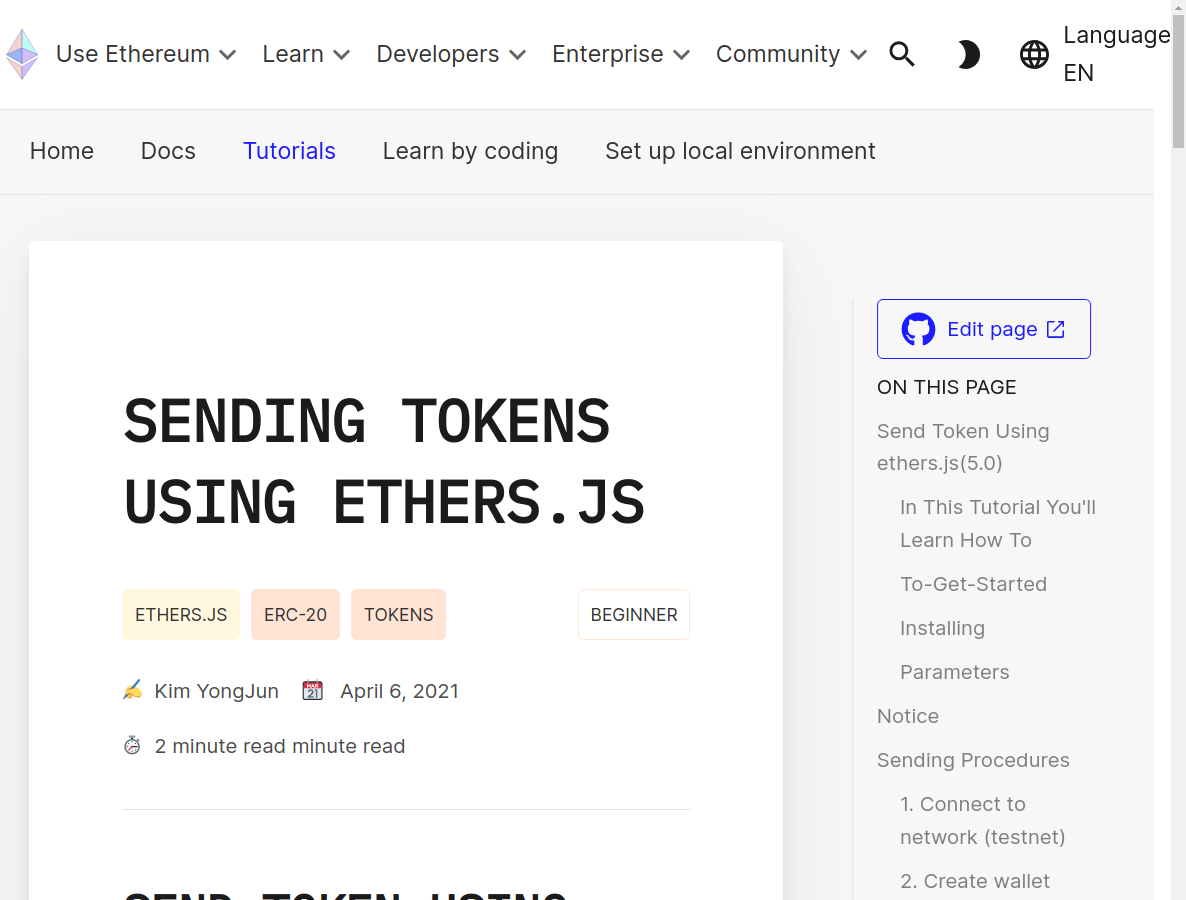 Use Ethereum Learn Developers Enterprise Community Language EN
Home Docs Tutorials Learn by coding Set up local environment
SENDING TOKENS
USING ETHERS.JS
ETHERS.JS ERC-20 TOKENS BEGINNER
Kim YongJun April 6, 2021
2 minute read minute read
SEND TOKEN USING
Edit page
ON THIS PAGE
Send Token Using
ethers.js(5.0)
In This Tutorial You'll
Learn How To
To-Get-Started
Installing
Parameters
Notice
Sending Procedures
1. Connect to
network (testnet)
2. Create wallet